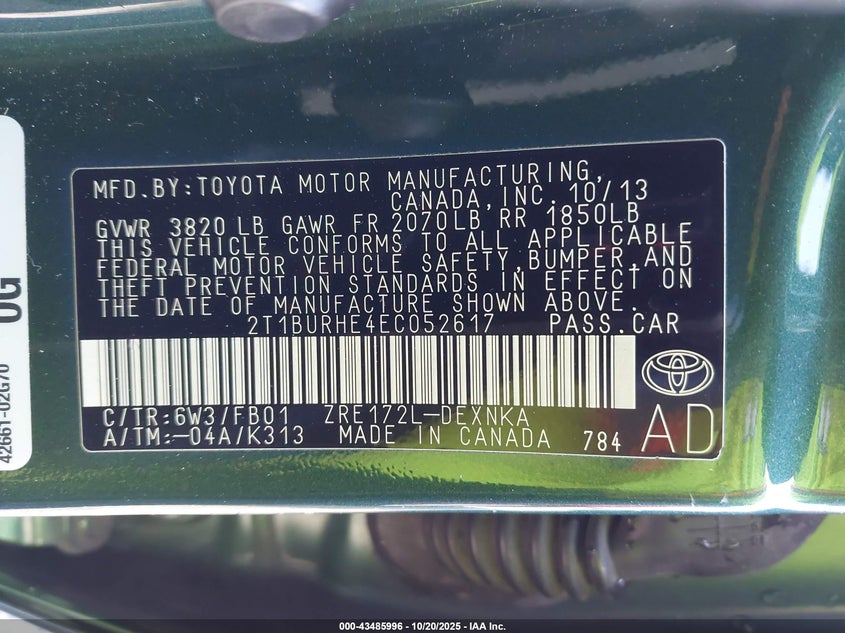 MFD.BY:TOYOTA MOTOR MANUFACTURING,
CANADA,INC. 10/13
GVWR 3820 LB GAWR FR 2070LB RR 1850LB
THIS VEHICLE CONFORMS TO ALL APPLICABLE
FEDERAL MOTOR VEHICLE SAFETY,BUMPER,AND
THEFT PREVENTION STANDARDS IN EFFECT ON
THE DATE OF MANUFACTURE SHOWN ABOVE.
2T1BURHE4EC052617 PASS.CAR
C/TR:6W3/FB01 ZRE172L-DEXNKA
A/TM:-04A/K313 MADE IN CANADA 784 AD
42661-02G70
0G
000-43485996 - 10/20/2025 - IAA Inc.